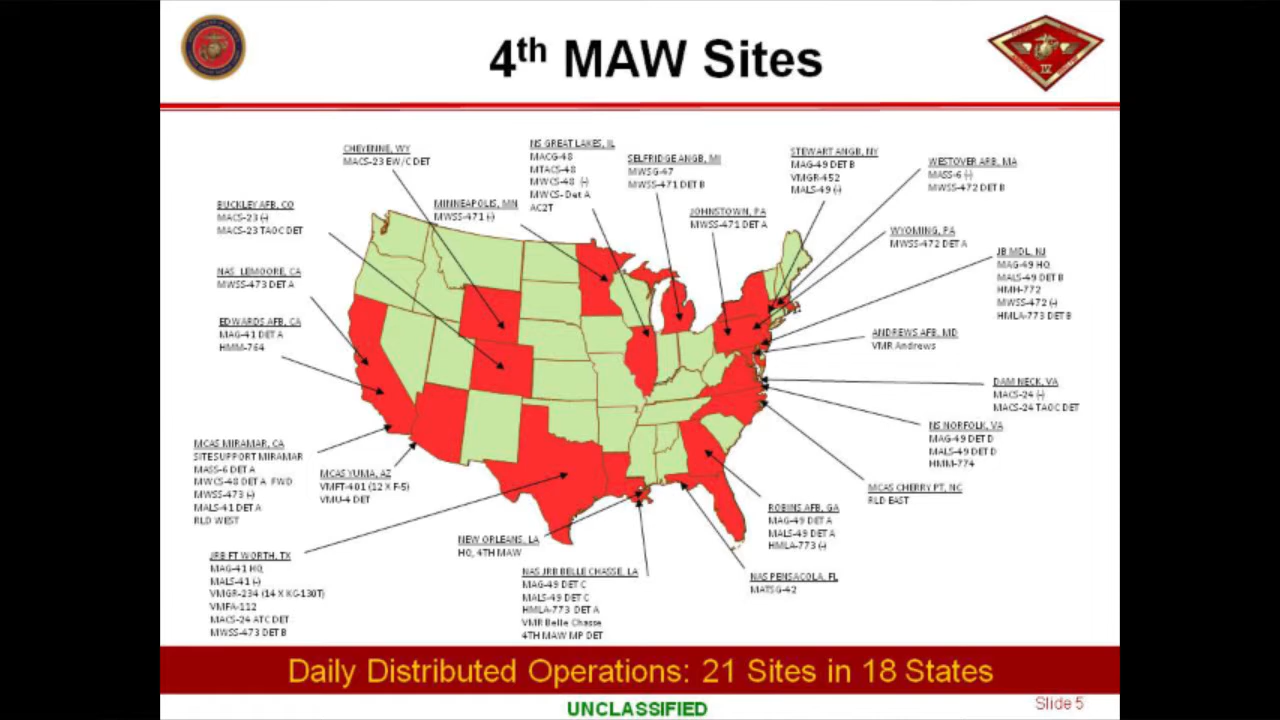 4th MAW Sites
CHEYENNE, WY
MACS-23 EW/C DET
NS GREAT LAKES, IL
MACG-48
MTACS-48
MWCS-48 (-)
MWCS- Det A
AC2T
SELFRIDGE ANGB, MI
MWSG-47
MWSS-471 DET B
STEWART ANGB, NY
MAG-49 DET B
VMGR-452
MALS-49 (-)
WESTOVER ARB, MA
MASS-6 (-)
MWSS-472 DET B
BUCKLEY AFB, CO
MACS-23 (-)
MACS-23 TAOC DET
MINNEAPOLIS, MN
MWSS-471 (-)
JOHNSTOWN, PA
MWSS-471 DET A
WYOMING, PA
MWSS-472 DET A
JB MDL, NJ
MAG-49 HQ
MALS-49 DET B
HMH-772
MWSS-472 (-)
HMLA-773 DET B
NAS LEMOORE, CA
MWSS-473 DET A
EDWARDS AFB, CA
MAG-41 DET A
HMM-764
ANDREWS AFB, MD
VMR Andrews
DAM NECK, VA
MACS-24 (-)
MACS-24 TAOC DET
NS NORFOLK, VA
MAG-49 DET D
MALS-49 DET D
HMM-774
MCAS MIRAMAR, CA
SITE SUPPORT MIRAMAR
MASS-6 DET A
MWCS-48 DET A FWD
MWSS-473 (-)
MALS-41 DET A
RLD WEST
MCAS YUMA, AZ
VMFT-401 (12 X F-5)
VMU-4 DET
MCAS CHERRY PT, NC
RLD EAST
ROBINS AFB, GA
MAG-49 DET A
MALS-49 DET A
HMLA-773 (-)
NEW ORLEANS, LA
HQ, 4TH MAW
JRB FT WORTH, TX
MAG-41 HQ,
MALS-41 (-)
VMGR-234 (14 X KC-130T)
VMFA-112
MACS-24 ATC DET
MWSS-473 DET B
NAS JRB BELLE CHASSE, LA
MAG-49 DET C
MALS-49 DET C
HMLA-773 DET A
VMR Belle Chasse
4TH MAW MP DET
NAS PENSACOLA, FL
MATSG-42
Daily Distributed Operations: 21 Sites in 18 States
UNCLASSIFIED
Slide 5